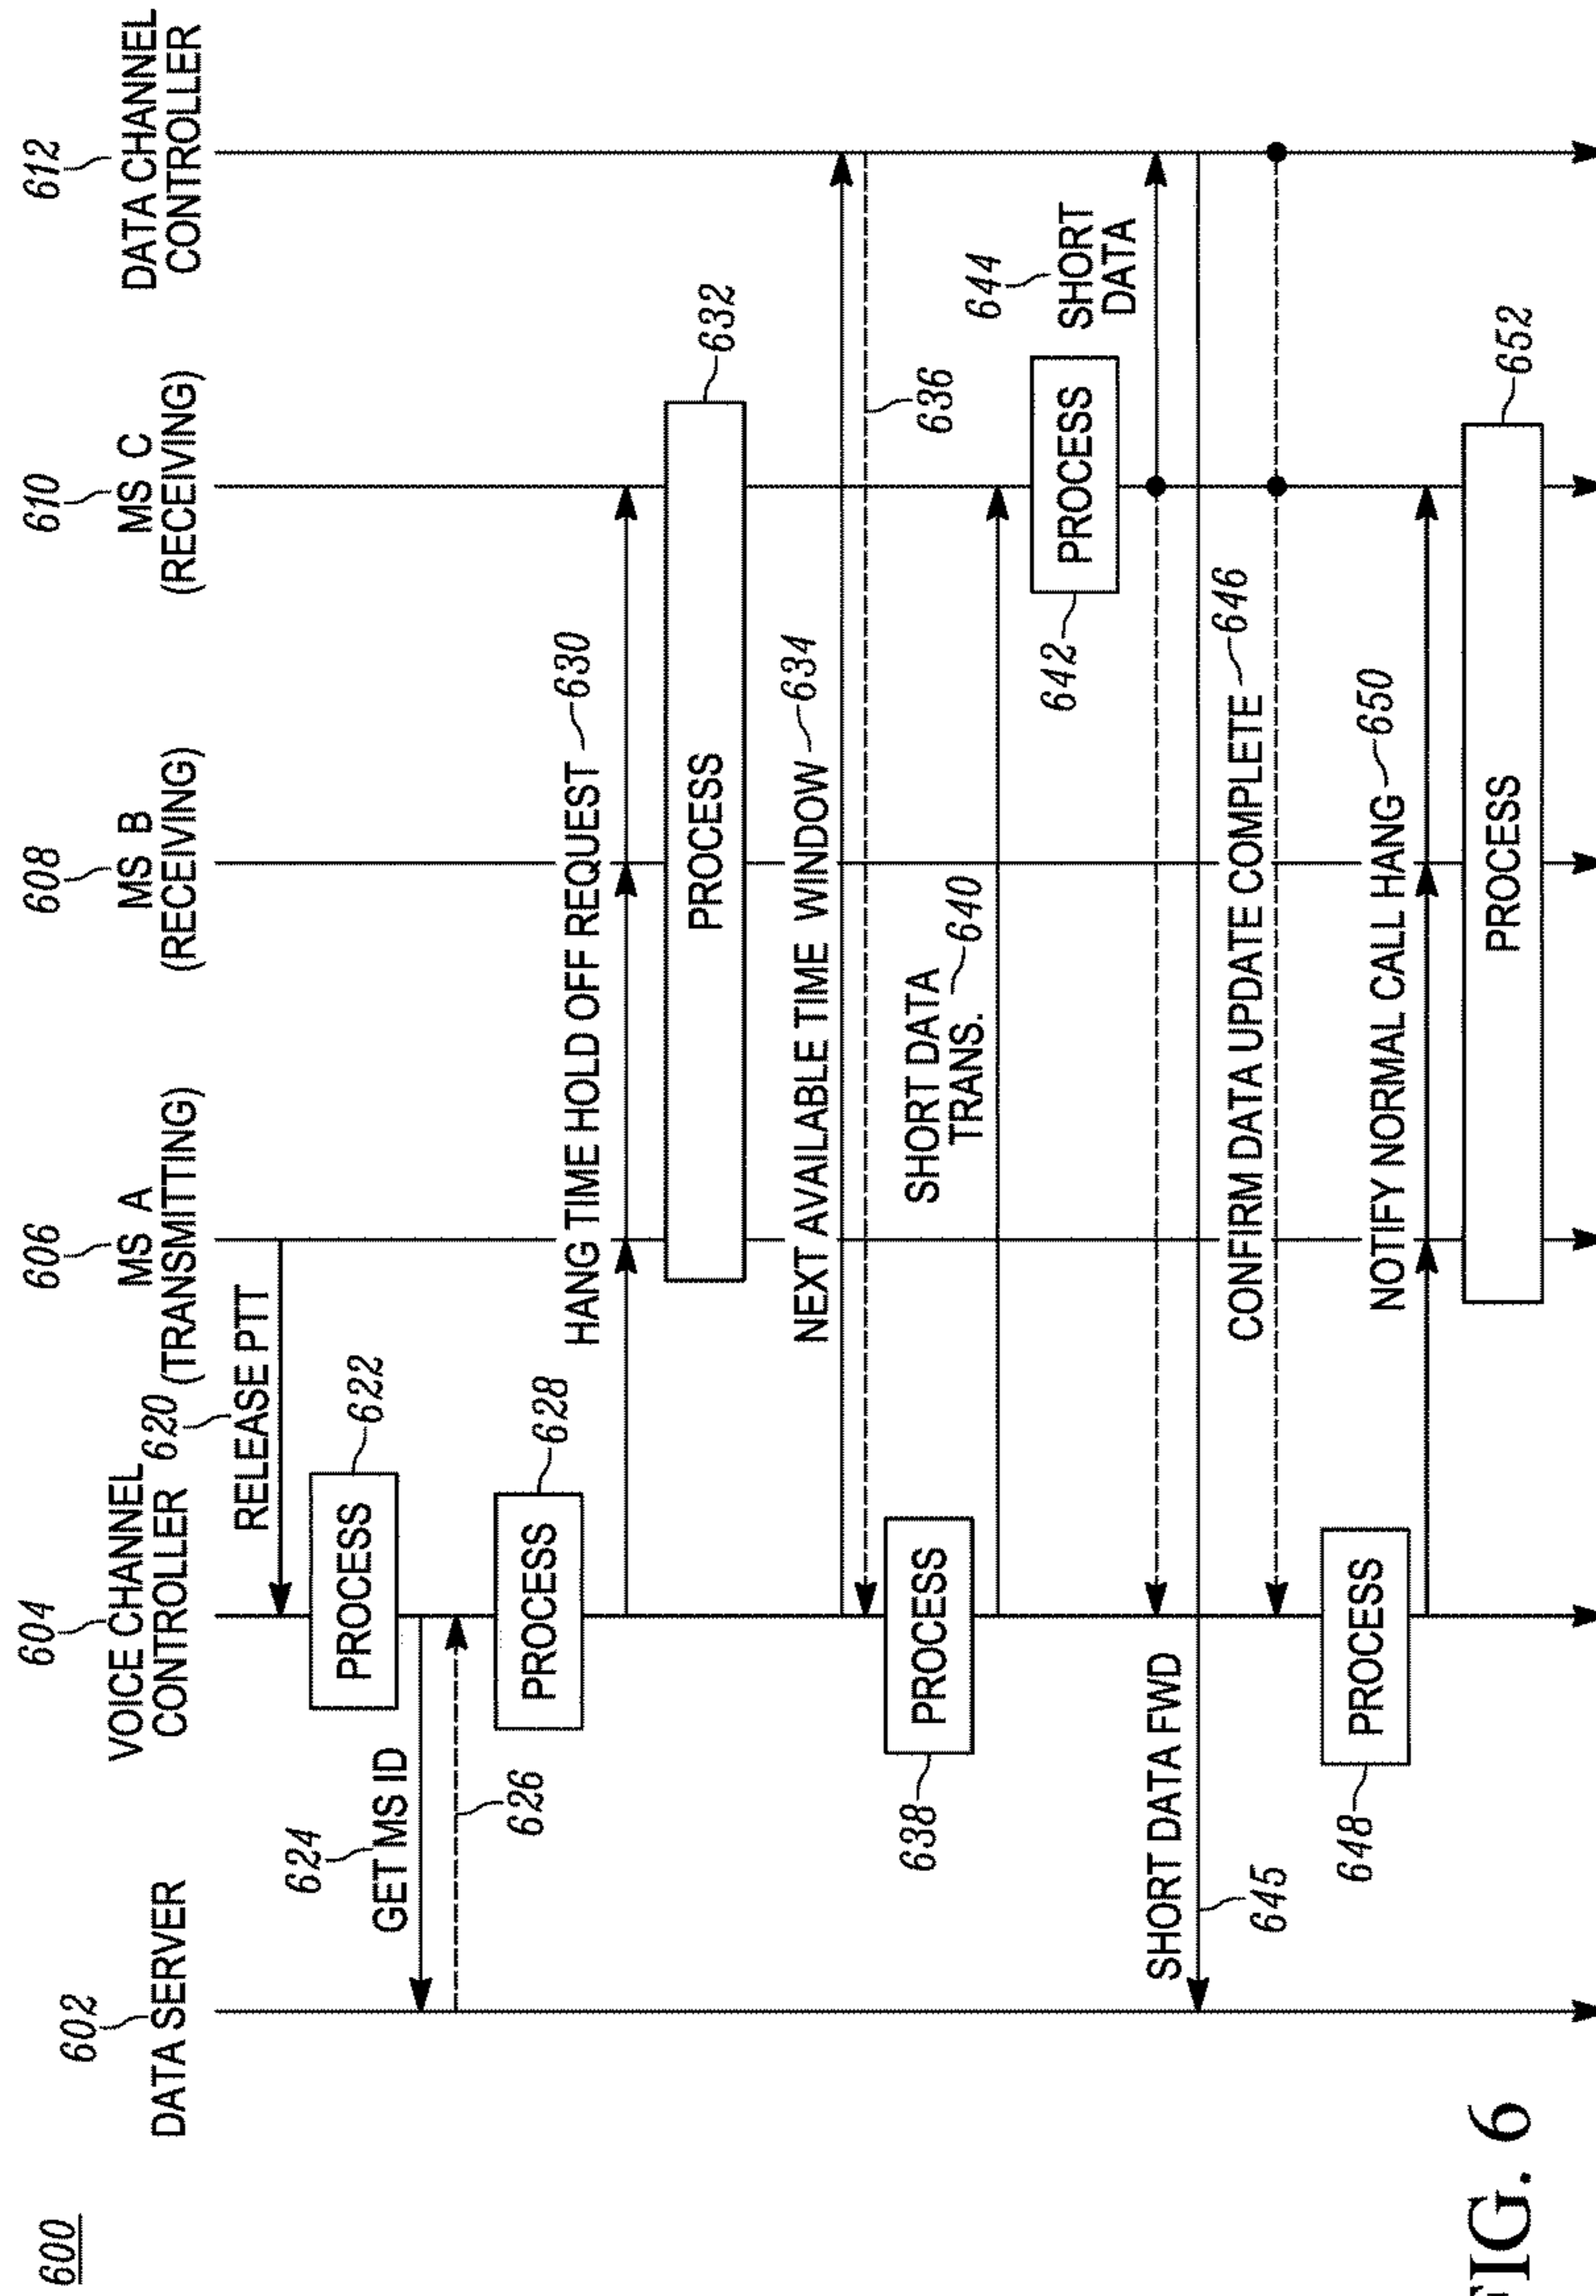 600
602
DATA SERVER
604
VOICE CHANNEL
CONTROLLER
606
MS A
(TRANSMITTING)
608
MS B
(RECEIVING)
610
MS C
(RECEIVING)
612
DATA CHANNEL
CONTROLLER
620
RELEASE PTT
PROCESS
622
624
GET MS ID
626
PROCESS
628
HANG TIME HOLD OFF REQUEST
630
PROCESS
632
NEXT AVAILABLE TIME WINDOW
634
636
PROCESS
638
SHORT DATA
TRANS.
640
PROCESS
642
644
SHORT
DATA
SHORT DATA FWD
645
CONFIRM DATA UPDATE COMPLETE
646
PROCESS
648
NOTIFY NORMAL CALL HANG
650
PROCESS
652
FIG. 6